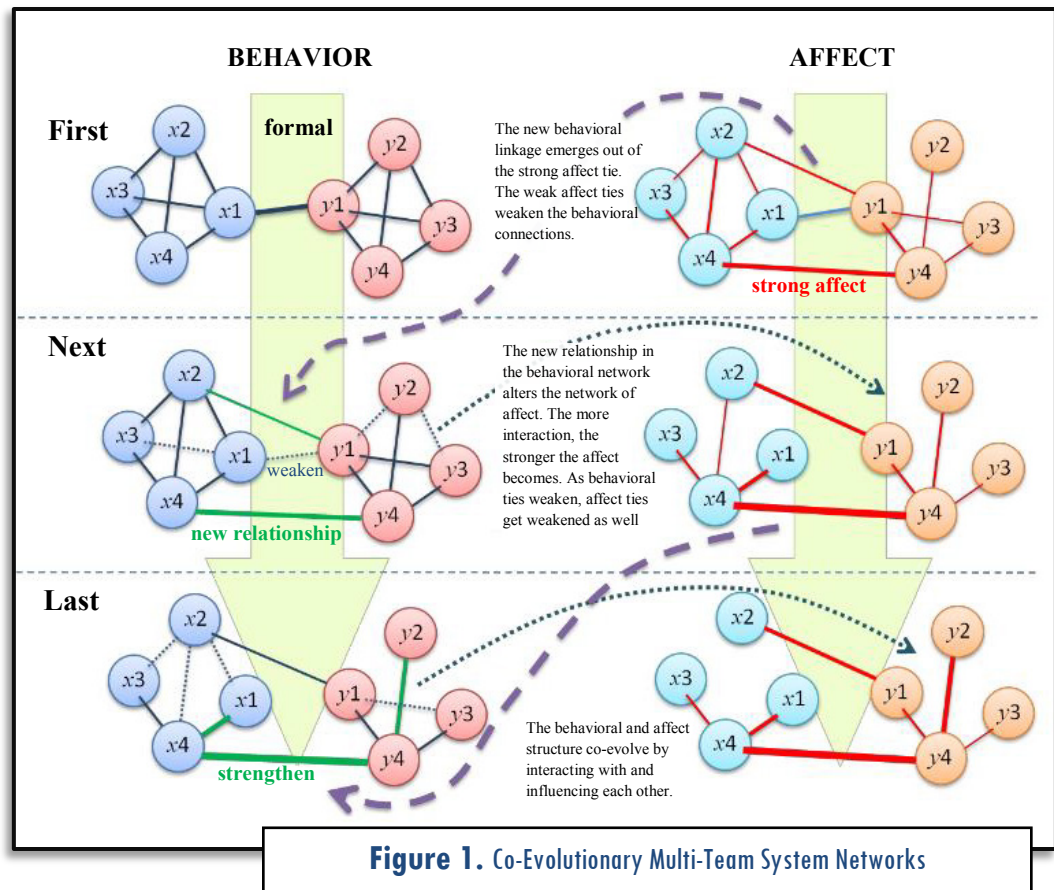 BEHAVIOR
AFFECT
First
formal
x2
x3
x1
x4
y2
y1
y3
y4
The new behavioral
linkage emerges out of
the strong affect tie.
The weak affect ties
weaken the behavioral
connections.
x2
x3
x1
x4
y2
y1
y3
y4
strong affect
Next
x2
x3
x1
x4
weaken
y2
y1
y3
y4
new relationship
The new relationship in
the behavioral network
alters the network of
affect. The more
interaction, the
stronger the affect
becomes. As behavioral
ties weaken, affect ties
get weakened as well
x2
x3
x1
x4
y2
y1
y3
y4
Last
x2
x3
x1
x4
y2
y1
y3
y4
strengthen
The behavioral and affect
structure co-evolve by
interacting with and
influencing each other.
x2
x3
x1
x4
y2
y1
y3
y4
Figure 1. Co-Evolutionary Multi-Team System Networks